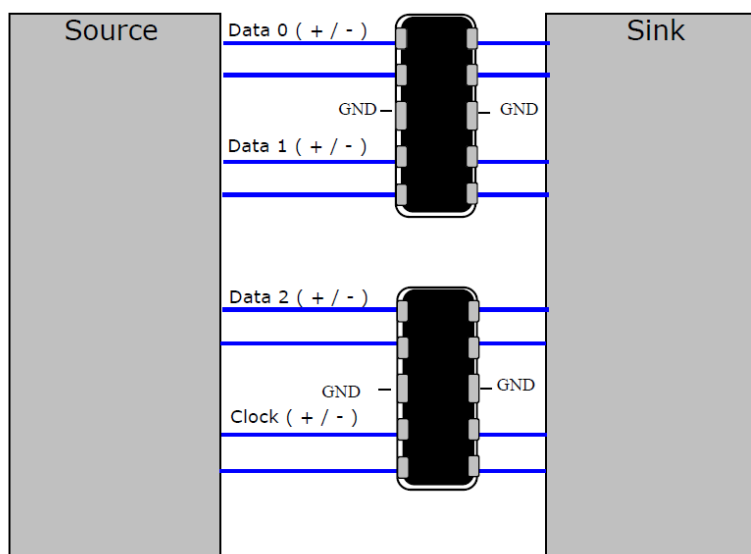 Source
Sink
Data 0 ( + / - )
GND
GND
Data 1 ( + / - )
Data 2 ( + / - )
GND
GND
Clock ( + / - )